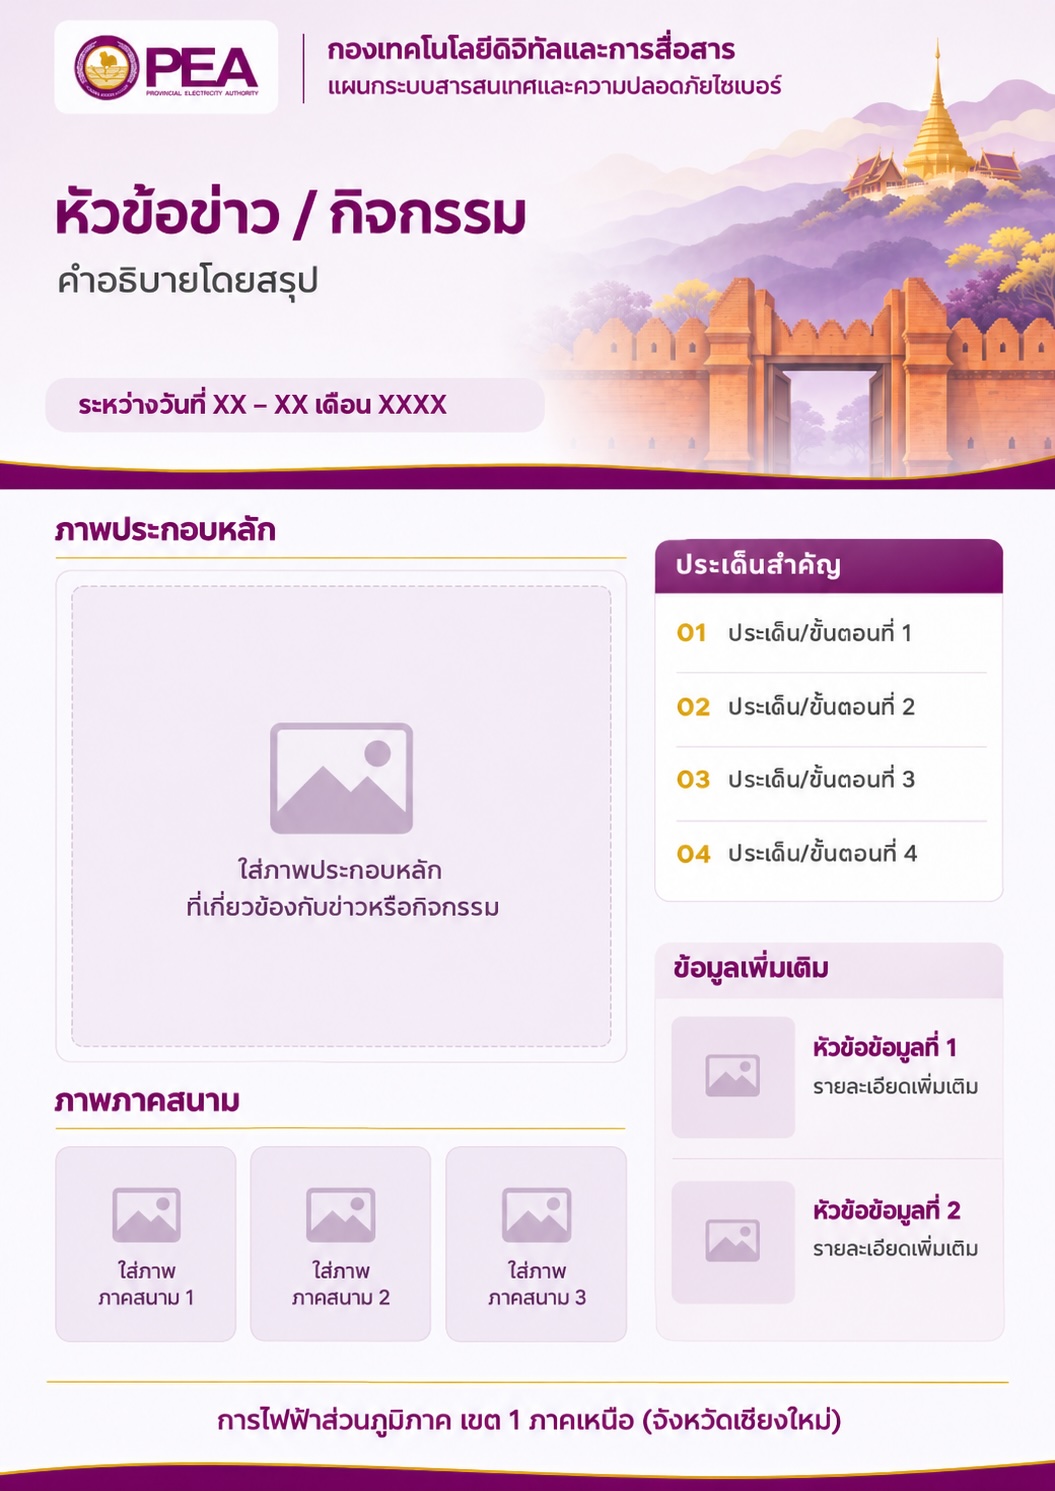 PEA
PROVINCIAL ELECTRICITY AUTHORITY
กองเทคโนโลยีดิจิทัลและการสื่อสาร
แผนกระบบสารสนเทศและความปลอดภัยไซเบอร์
หัวข้อข่าว / กิจกรรม
คำอธิบายโดยสรุป
ระหว่างวันที่ XX – XX เดือน XXXX
ภาพประกอบหลัก
ใส่ภาพประกอบหลัก
ที่เกี่ยวข้องกับข่าวหรือกิจกรรม
ประเด็นสำคัญ
01 ประเด็น/ขั้นตอนที่ 1
02 ประเด็น/ขั้นตอนที่ 2
03 ประเด็น/ขั้นตอนที่ 3
04 ประเด็น/ขั้นตอนที่ 4
ข้อมูลเพิ่มเติม
หัวข้อข้อมูลที่ 1
รายละเอียดเพิ่มเติม
หัวข้อข้อมูลที่ 2
รายละเอียดเพิ่มเติม
ภาพภาคสนาม
ใส่ภาพ
ภาคสนาม 1
ใส่ภาพ
ภาคสนาม 2
ใส่ภาพ
ภาคสนาม 3
การไฟฟ้าส่วนภูมิภาค เขต 1 ภาคเหนือ (จังหวัดเชียงใหม่)